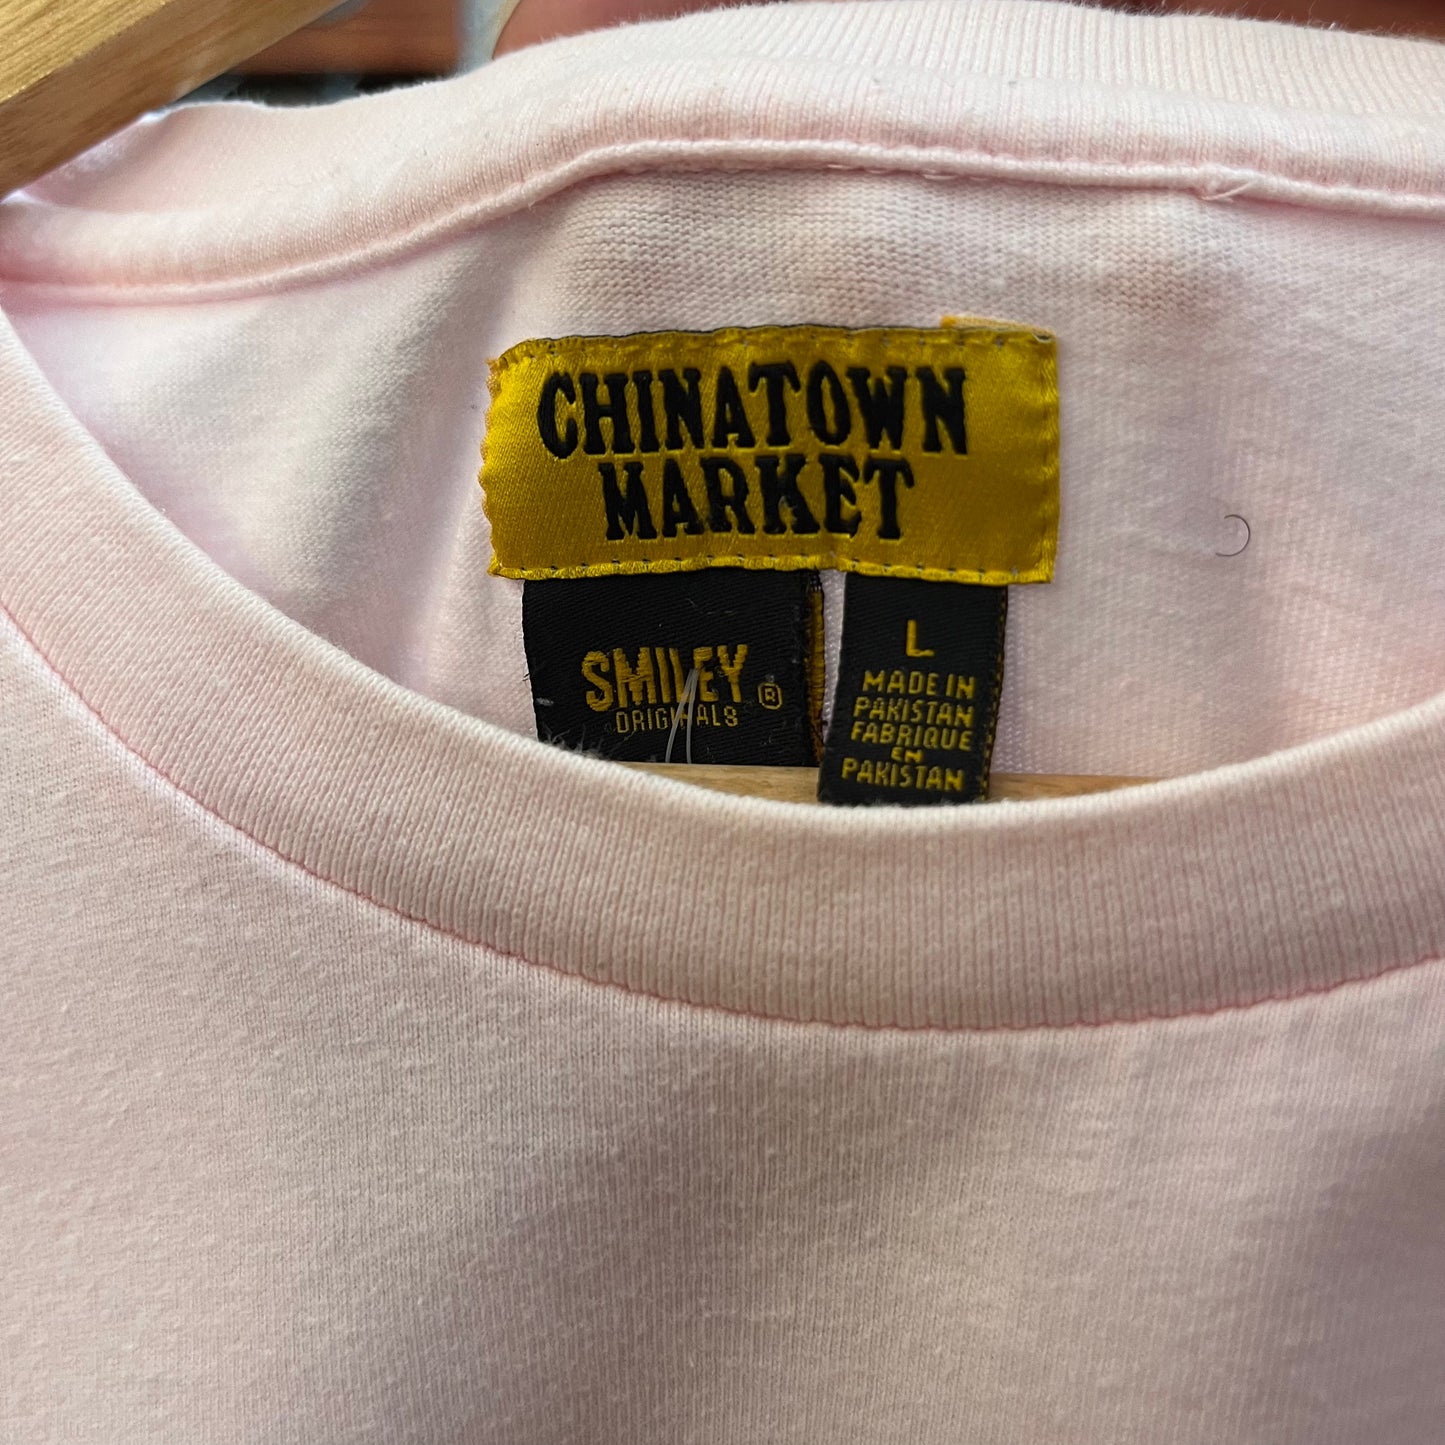 CHINATOWN
MARKET
SMILEY ®
ORIGINALS
L
MADE IN
PAKISTAN
FABRIQUE
EN
PAKISTAN